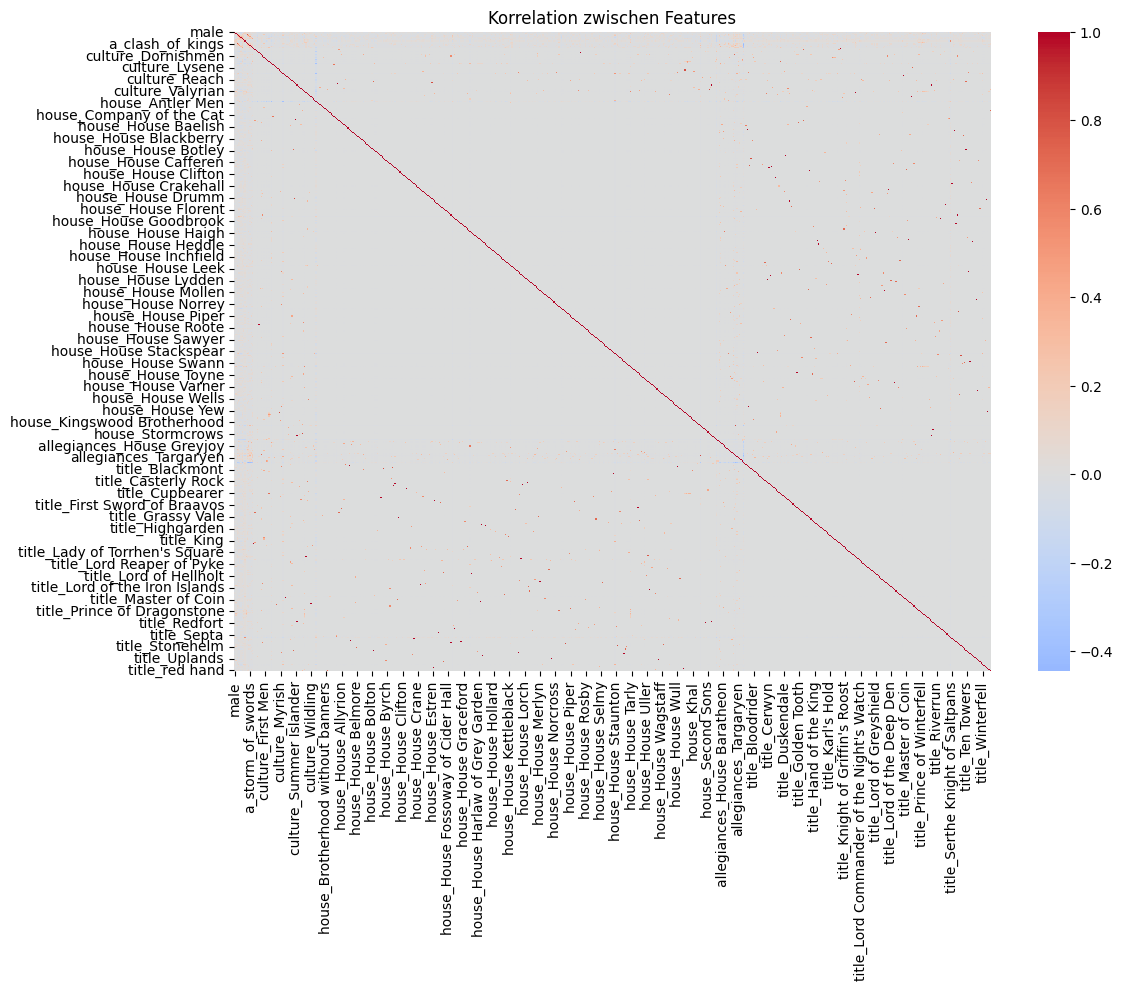 Korrelation zwischen Features
male
a_clash_of_kings
culture_Dornishmen
culture_Lysene
culture_Reach
culture_Valyrian
house_Antler Men
house_Company of the Cat
house_House Baelish
house_House Blackberry
house_House Botley
house_House Cafferen
house_House Clifton
house_House Crakehall
house_House Drumm
house_House Florent
house_House Goodbrook
house_House Haigh
house_House Heddle
house_House Inchfield
house_House Leek
house_House Lydden
house_House Mollen
house_House Norrey
house_House Piper
house_House Roote
house_House Sawyer
house_House Stackspear
house_House Swann
house_House Toyne
house_House Varner
house_House Wells
house_House Yew
house_Kingswood Brotherhood
house_Stormcrows
allegiances_House Greyjoy
allegiances_Targaryen
title_Blackmont
title_Casterly Rock
title_Cupbearer
title_First Sword of Braavos
title_Grassy Vale
title_Highgarden
title_King
title_Lady of Torrhen's Square
title_Lord Reaper of Pyke
title_Lord of Hellholt
title_Lord of the Iron Islands
title_Master of Coin
title_Prince of Dragonstone
title_Redfort
title_Septa
title_Stonehelm
title_Uplands
title_red hand
male
a_storm_of_swords
culture_First Men
culture_Myrish
culture_Summer Islander
culture_Wildling
house_Brotherhood without banners
house_House Allyrion
house_House Belmore
house_House Bolton
house_House Byrch
house_House Clifton
house_House Crane
house_House Estren
house_House Fossoway of Cider Hall
house_House Graceford
house_House Harlaw of Grey Garden
house_House Hollard
house_House Kettleblack
house_House Lorch
house_House Merlyn
house_House Norcross
house_House Piper
house_House Rosby
house_House Selmy
house_House Staunton
house_House Tarly
house_House Uller
house_House Wagstaff
house_House Wull
house_Khal
house_Second Sons
allegiances_House Baratheon
allegiances_Targaryen
title_Bloodrider
title_Cerwyn
title_Duskendale
title_Golden Tooth
title_Hand of the King
title_Karl's Hold
title_Knight of Griffin's Roost
title_Lord Commander of the Night's Watch
title_Lord of Greyshield
title_Lord of the Deep Den
title_Master of Coin
title_Prince of Winterfell
title_Riverrun
title_Serthe Knight of Saltpans
title_Ten Towers
title_Winterfell
1.0
0.8
0.6
0.4
0.2
0.0
−0.2
−0.4